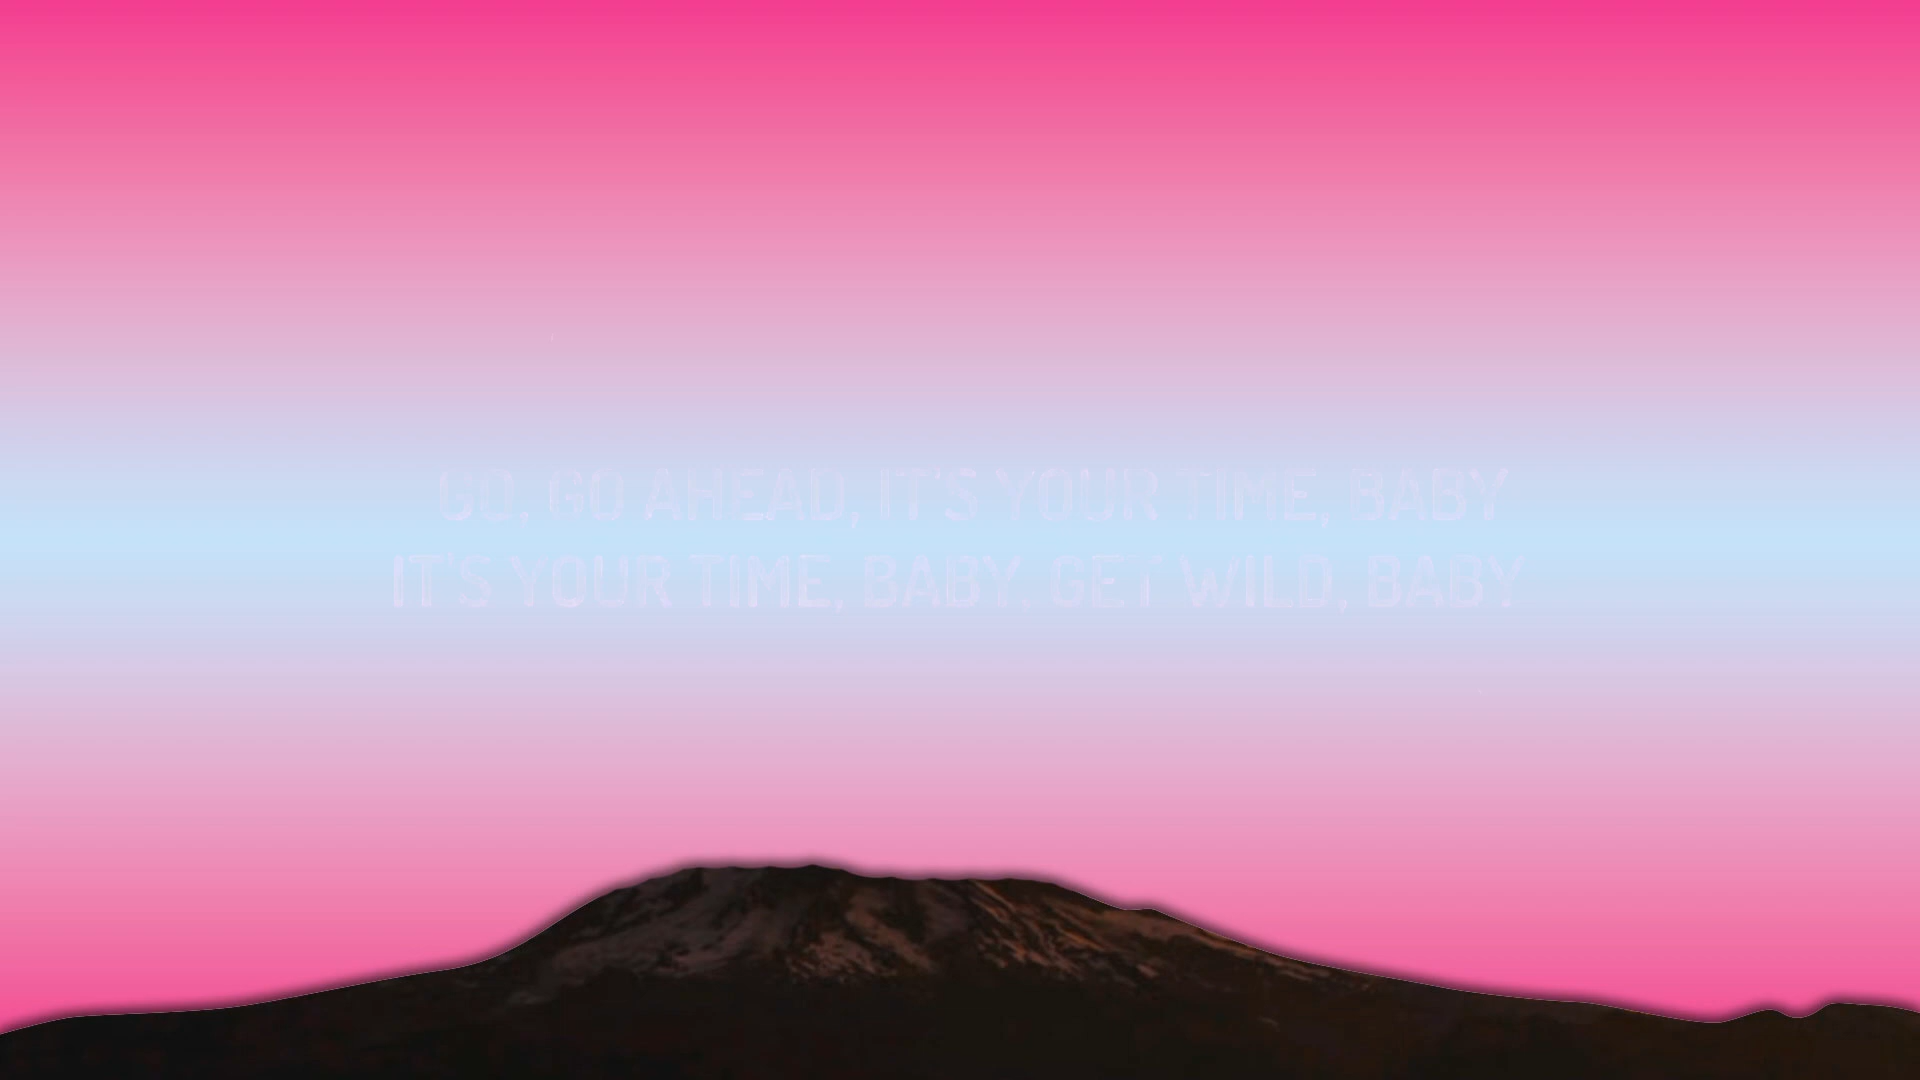 GO, GO AHEAD, IT'S YOUR TIME, BABY
IT'S YOUR TIME, BABY, GET WILD, BABY